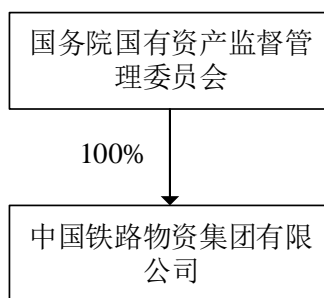 国务院国有资产监督管
理委员会
100%
中国铁路物资集团有限
公司